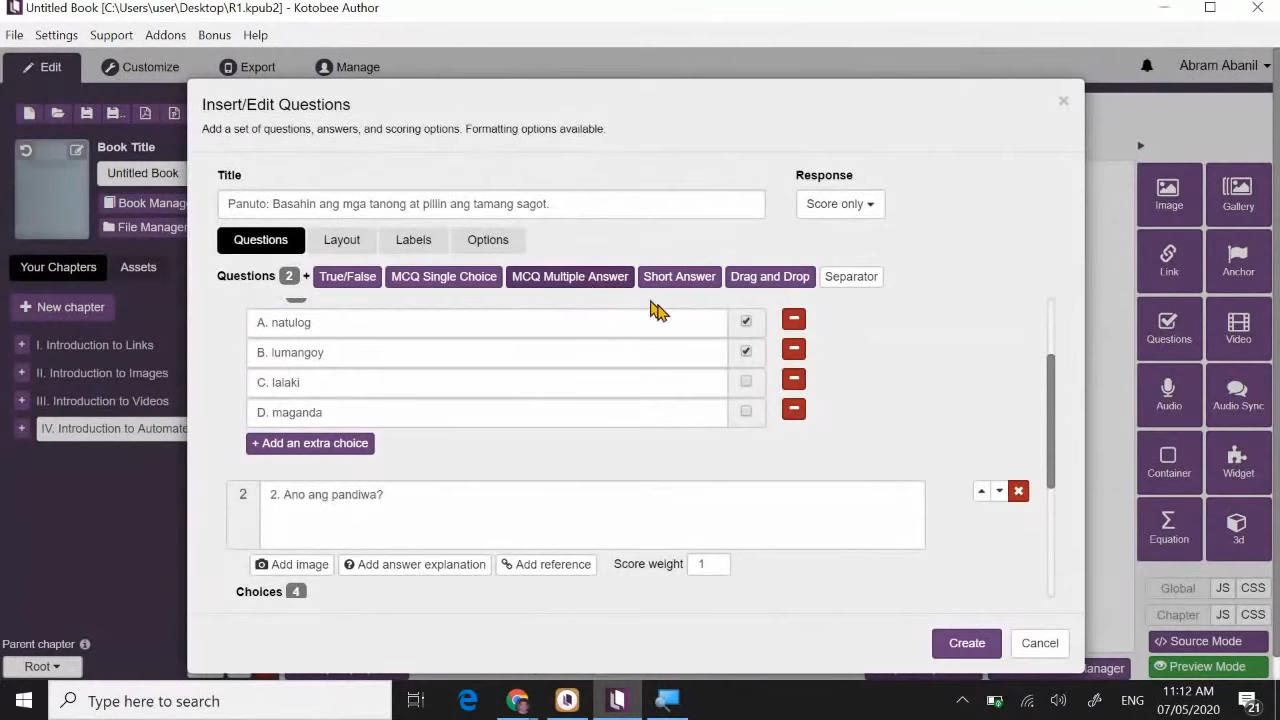 Untitled Book [C:\Users\user\Desktop\R1.kpub2] - Kotobee Author
File Settings Support Addons Bonus Help
Edit Customize Export Manage Abram Abanil
Insert/Edit Questions
Add a set of questions, answers, and scoring options. Formatting options available.
Book Title
Untitled Book
Book Manag
File Manager
Your Chapters Assets
+ New chapter
I. Introduction to Links
II. Introduction to Images
III. Introduction to Videos
IV. Introduction to Automate
Parent chapter
Root
Title Response
Panuto: Basahin ang mga tanong at pillin ang tamang sagot. Score only
Questions Layout Labels Options
Questions 2 + True/False MCQ Single Choice MCQ Multiple Answer Short Answer Drag and Drop Separator
A. natulog
B. lumangoy
C. lalaki
D. maganda
+ Add an extra choice
2 2. Ano ang pandiwa?
Add image Add answer explanation Add reference Score weight 1
Choices 4
Create Cancel
Image Gallery
Link Anchor
Questions Video
Audio Audio Sync
Container Widget
Equation 3d
Global JS CSS
Chapter JS CSS
</> Source Mode
Preview Mode
anager
Type here to search
ENG
11:12 AM
07/05/2020
21